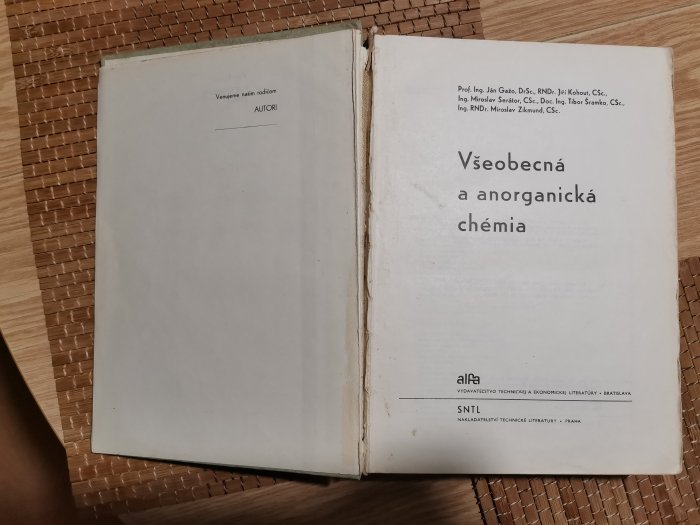 Venujeme našim rodičom
AUTORI
Prof. Ing. Ján Gažo, DrSc., RNDr. Jiří Kohout, CSc.,
Ing. Miroslav Serátor, CSc., Doc. Ing. Tibor Šramko, CSc.,
Ing. RNDr. Miroslav Zikmund, CSc.
Všeobecná
a anorganická
chémia
alfa
VYDAVATEĽSTVO TECHNICKEJ A EKONOMICKEJ LITERATÚRY • BRATISLAVA
SNTL
NAKLADATELSTVÍ TECHNICKÉ LITERATURY • PRAHA